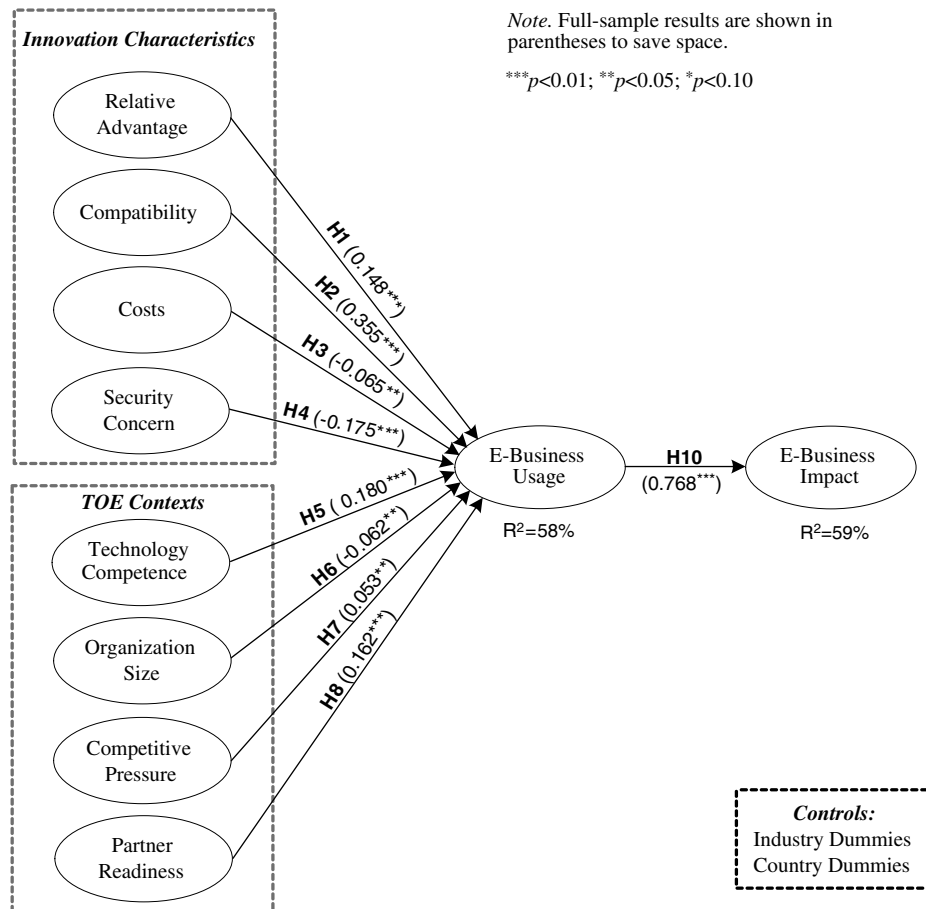 Innovation Characteristics
Relative
Advantage
Compatibility
Costs
Security
Concern
TOE Contexts
Technology
Competence
Organization
Size
Competitive
Pressure
Partner
Readiness
Note. Full-sample results are shown in
parentheses to save space.
***p<0.01; **p<0.05; *p<0.10
H1 (0.148***)
H2 (0.355***)
H3 (-0.065**)
H4 (-0.175***)
H5 ( 0.180***)
H6 (-0.062**)
H7 (0.053**)
H8 (0.162***)
E-Business
Usage
R²=58%
H10
(0.768***)
E-Business
Impact
R²=59%
Controls:
Industry Dummies
Country Dummies